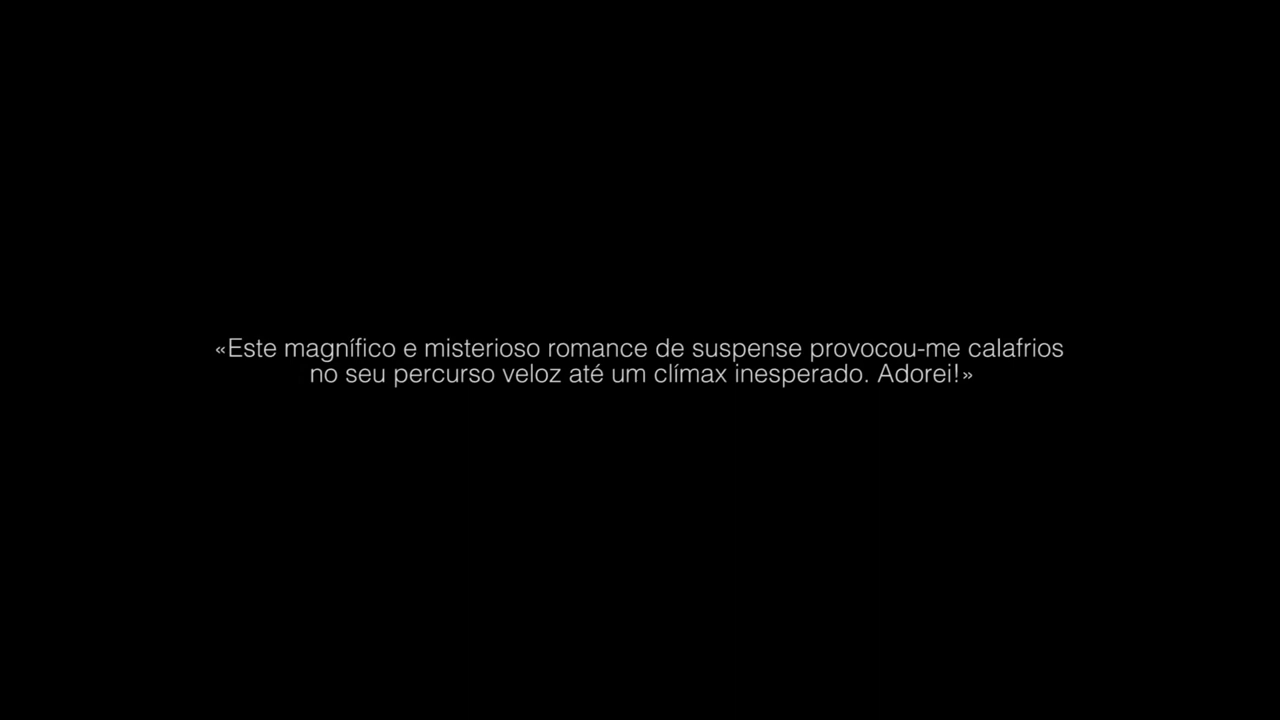 «Este magnífico e misterioso romance de suspense provocou-me calafrios
no seu percurso veloz até um clímax inesperado. Adorei!»